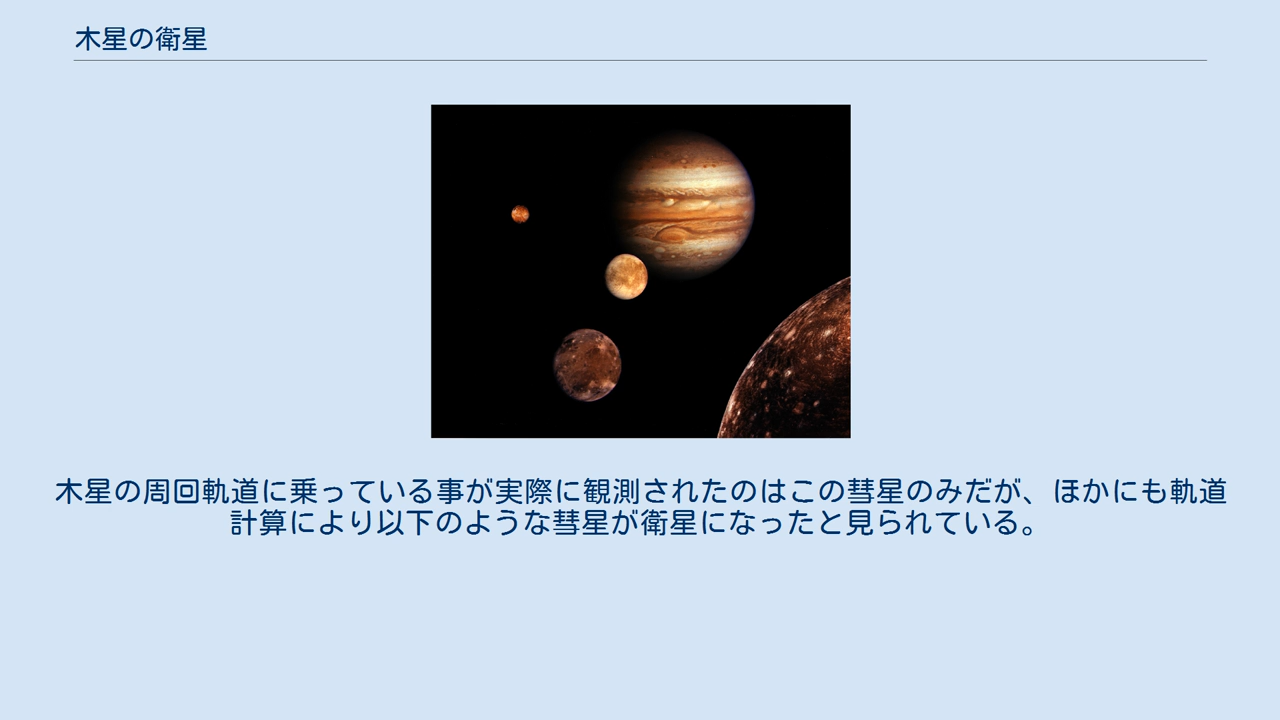 木星の衛星
木星の周回軌道に乗っている事が実際に観測されたのはこの彗星のみだが、ほかにも軌道
計算により以下のような彗星が衛星になったと見られている。